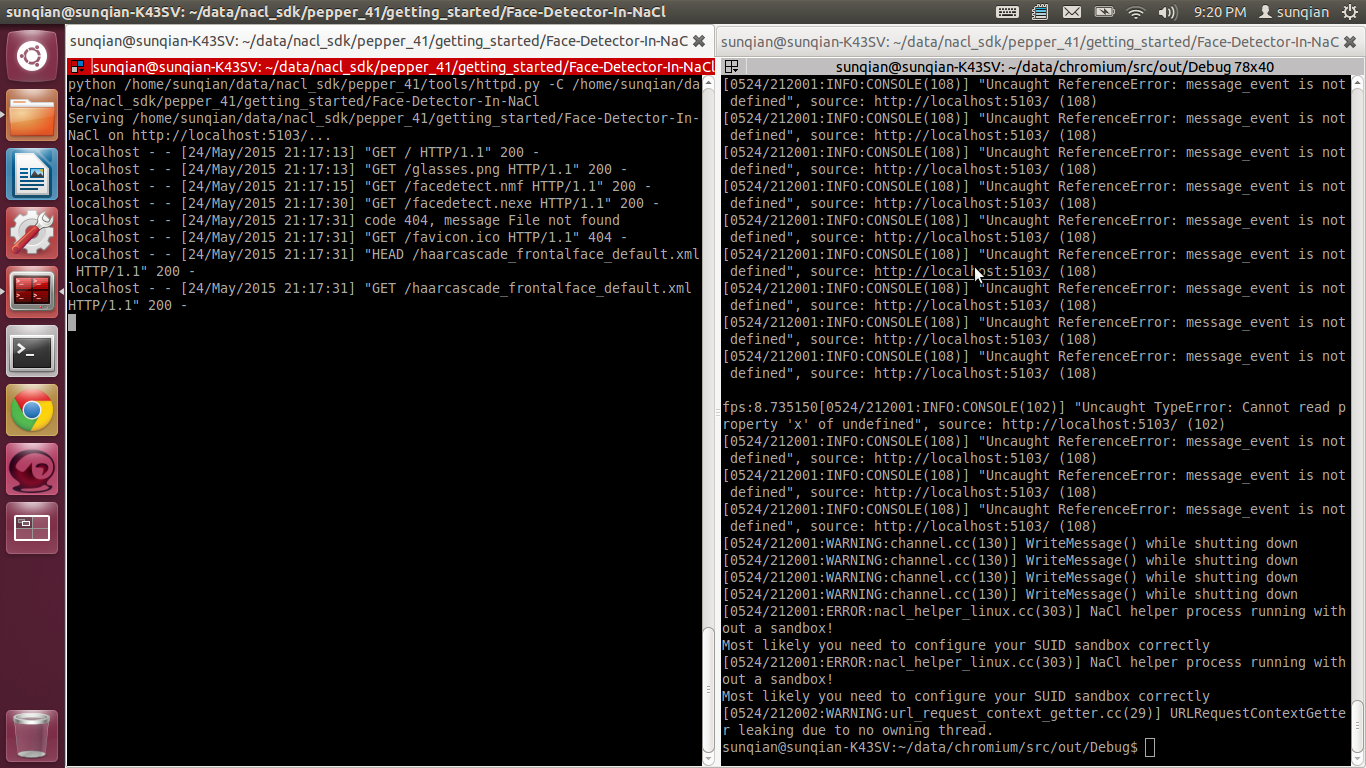 sunqian@sunqian-K43SV: ~/data/nacl_sdk/pepper_41/getting_started/Face-Detector-In-NaCl
9:20 PM
sunqian
sunqian@sunqian-K43SV: ~/data/nacl_sdk/pepper_41/getting_started/Face-Detector-In-NaC
sunqian@sunqian-K43SV: ~/data/nacl_sdk/pepper_41/getting_started/Face-Detector-In-NaCl
python /home/sunqian/data/nacl_sdk/pepper_41/tools/httpd.py -C /home/sunqian/da
ta/nacl_sdk/pepper_41/getting_started/Face-Detector-In-NaCl
Serving /home/sunqian/data/nacl_sdk/pepper_41/getting_started/Face-Detector-In-
NaCl on http://localhost:5103/...
localhost - - [24/May/2015 21:17:13] "GET / HTTP/1.1" 200 -
localhost - - [24/May/2015 21:17:13] "GET /glasses.png HTTP/1.1" 200 -
localhost - - [24/May/2015 21:17:15] "GET /facedetect.nmf HTTP/1.1" 200 -
localhost - - [24/May/2015 21:17:30] "GET /facedetect.nexe HTTP/1.1" 200 -
localhost - - [24/May/2015 21:17:31] code 404, message File not found
localhost - - [24/May/2015 21:17:31] "GET /favicon.ico HTTP/1.1" 404 -
localhost - - [24/May/2015 21:17:31] "HEAD /haarcascade_frontalface_default.xml
 HTTP/1.1" 200 -
localhost - - [24/May/2015 21:17:31] "GET /haarcascade_frontalface_default.xml
HTTP/1.1" 200 -
sunqian@sunqian-K43SV: ~/data/nacl_sdk/pepper_41/getting_started/Face-Detector-In-NaC
sunqian@sunqian-K43SV: ~/data/chromium/src/out/Debug 78x40
[0524/212001:INFO:CONSOLE(108)] "Uncaught ReferenceError: message_event is not
 defined", source: http://localhost:5103/ (108)
[0524/212001:INFO:CONSOLE(108)] "Uncaught ReferenceError: message_event is not
 defined", source: http://localhost:5103/ (108)
[0524/212001:INFO:CONSOLE(108)] "Uncaught ReferenceError: message_event is not
 defined", source: http://localhost:5103/ (108)
[0524/212001:INFO:CONSOLE(108)] "Uncaught ReferenceError: message_event is not
 defined", source: http://localhost:5103/ (108)
[0524/212001:INFO:CONSOLE(108)] "Uncaught ReferenceError: message_event is not
 defined", source: http://localhost:5103/ (108)
[0524/212001:INFO:CONSOLE(108)] "Uncaught ReferenceError: message_event is not
 defined", source: http://localhost:5103/ (108)
[0524/212001:INFO:CONSOLE(108)] "Uncaught ReferenceError: message_event is not
 defined", source: http://localhost:5103/ (108)
[0524/212001:INFO:CONSOLE(108)] "Uncaught ReferenceError: message_event is not
 defined", source: http://localhost:5103/ (108)
[0524/212001:INFO:CONSOLE(108)] "Uncaught ReferenceError: message_event is not
 defined", source: http://localhost:5103/ (108)
fps:8.735150[0524/212001:INFO:CONSOLE(102)] "Uncaught TypeError: Cannot read p
roperty 'x' of undefined", source: http://localhost:5103/ (102)
[0524/212001:INFO:CONSOLE(108)] "Uncaught ReferenceError: message_event is not
 defined", source: http://localhost:5103/ (108)
[0524/212001:INFO:CONSOLE(108)] "Uncaught ReferenceError: message_event is not
 defined", source: http://localhost:5103/ (108)
[0524/212001:INFO:CONSOLE(108)] "Uncaught ReferenceError: message_event is not
 defined", source: http://localhost:5103/ (108)
[0524/212001:WARNING:channel.cc(130)] WriteMessage() while shutting down
[0524/212001:WARNING:channel.cc(130)] WriteMessage() while shutting down
[0524/212001:WARNING:channel.cc(130)] WriteMessage() while shutting down
[0524/212001:WARNING:channel.cc(130)] WriteMessage() while shutting down
[0524/212001:ERROR:nacl_helper_linux.cc(303)] NaCl helper process running with
out a sandbox!
Most likely you need to configure your SUID sandbox correctly
[0524/212001:ERROR:nacl_helper_linux.cc(303)] NaCl helper process running with
out a sandbox!
Most likely you need to configure your SUID sandbox correctly
[0524/212002:WARNING:url_request_context_getter.cc(29)] URLRequestContextGette
r leaking due to no owning thread.
sunqian@sunqian-K43SV:~/data/chromium/src/out/Debug$